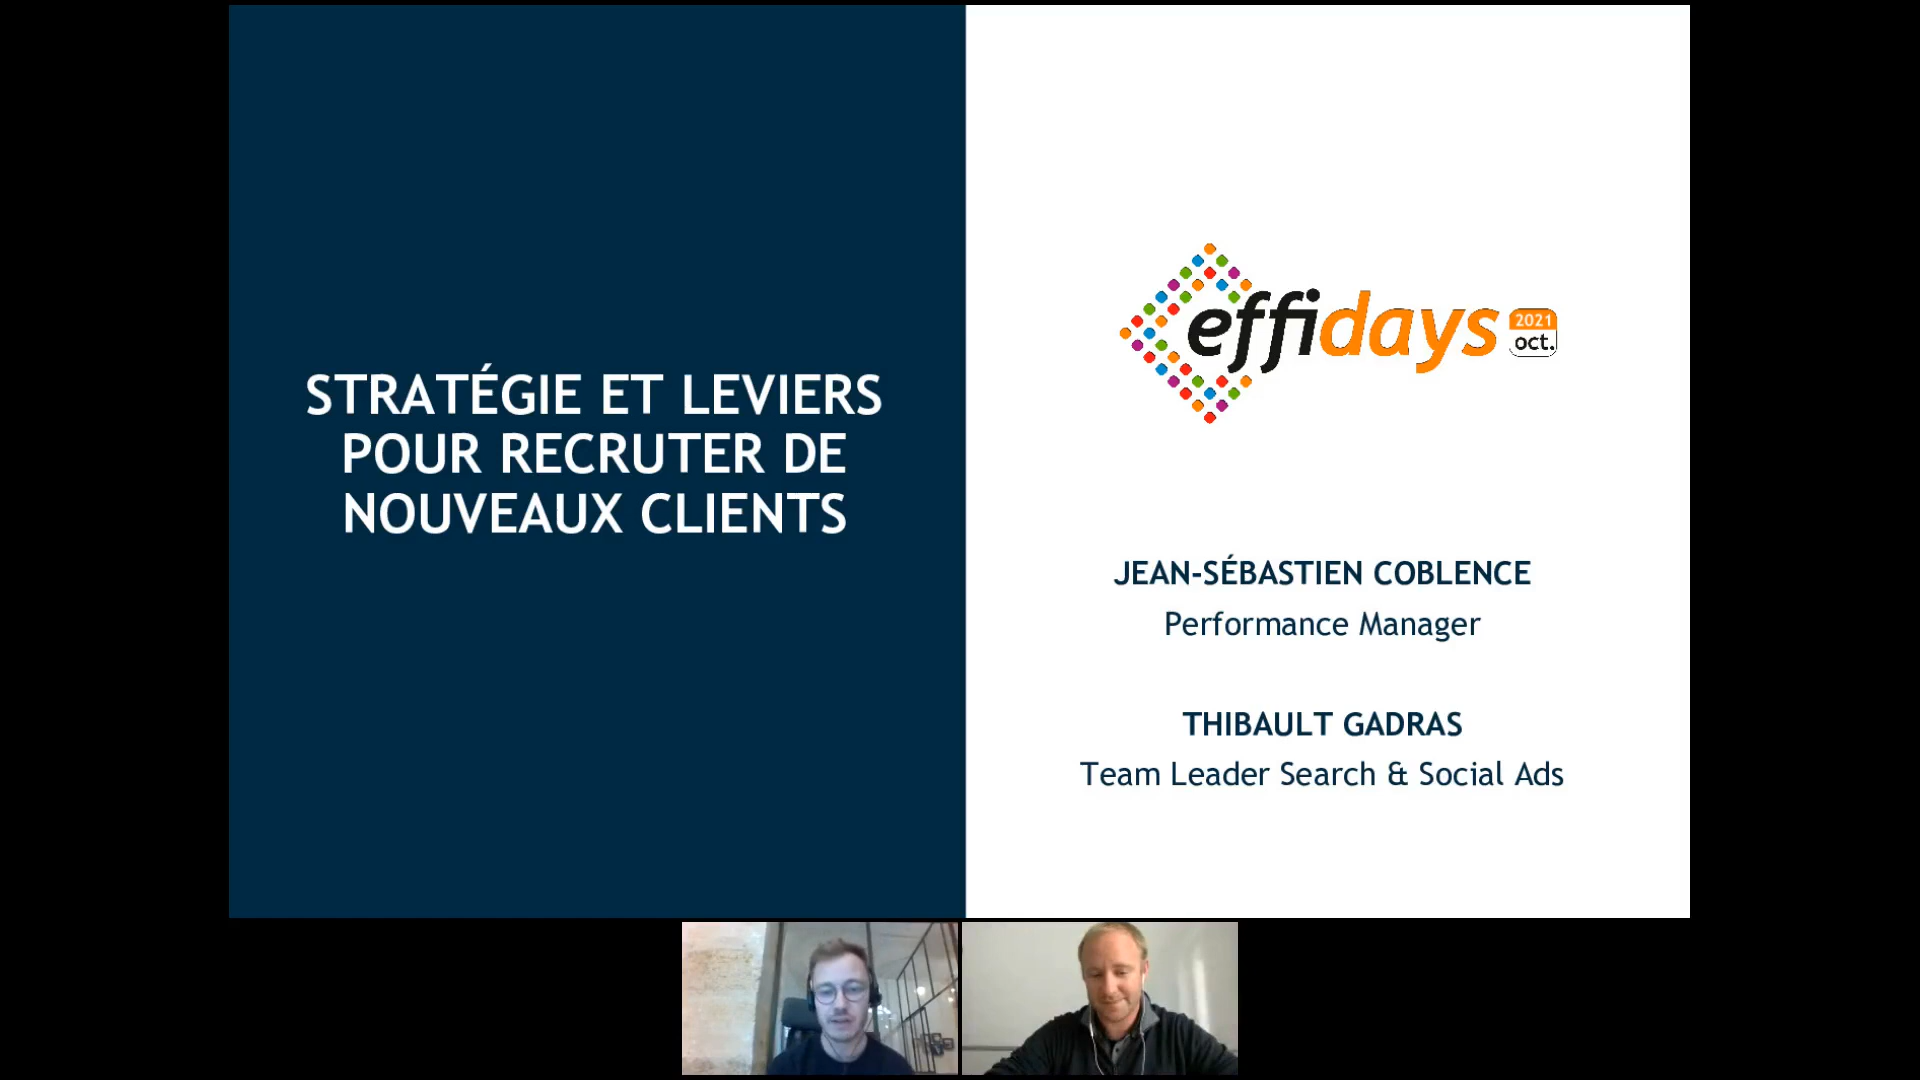 STRATÉGIE ET LEVIERS
POUR RECRUTER DE
NOUVEAUX CLIENTS
effidays
2021
oct.
JEAN-SÉBASTIEN COBLENCE
Performance Manager
THIBAULT GADRAS
Team Leader Search & Social Ads